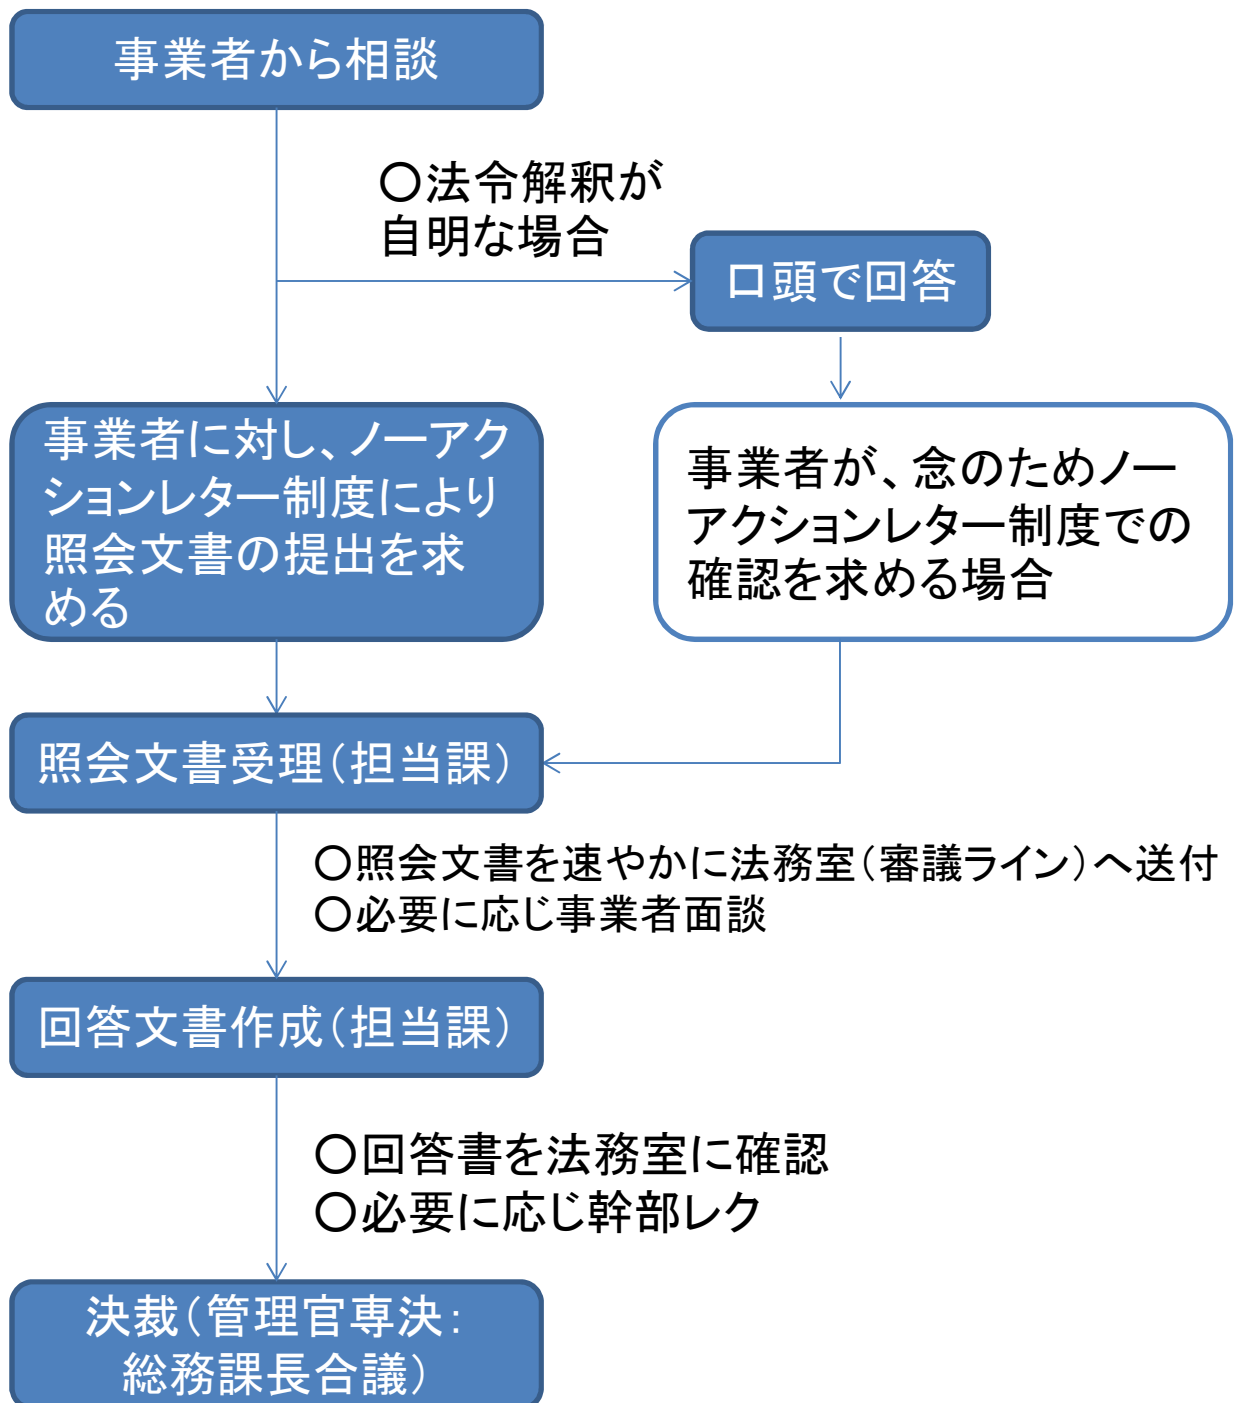 事業者から相談
〇法令解釈が
自明な場合
口頭で回答
事業者に対し、ノーアク
ションレター制度により
照会文書の提出を求
める
事業者が、念のためノー
アクションレター制度での
確認を求める場合
照会文書受理(担当課)
〇照会文書を速やかに法務室(審議ライン)へ送付
〇必要に応じ事業者面談
回答文書作成(担当課)
〇回答書を法務室に確認
〇必要に応じ幹部レク
決裁(管理官専決:
総務課長合議)